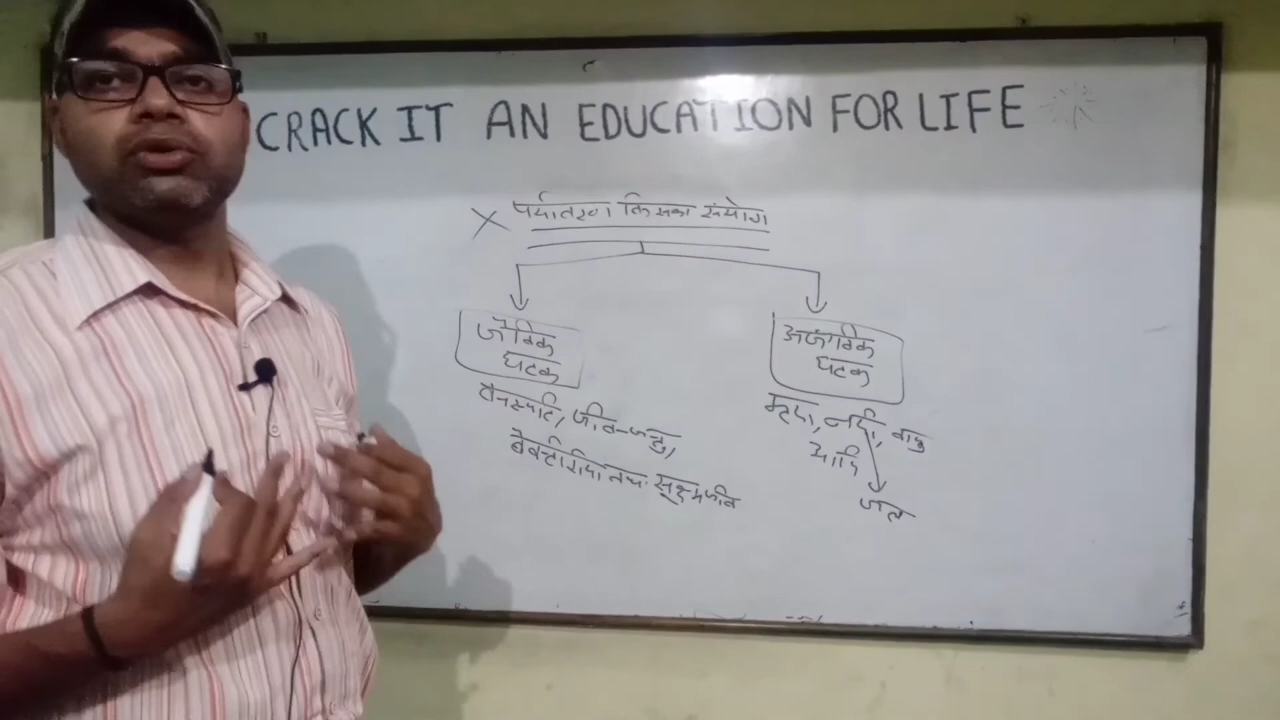 CRACK IT AN EDUCATION FOR LIFE
पर्यावरण किसका संयोग
जैविक
घटक
वनस्पति, जीव-जन्तु,
बैक्टीरिया तथा सूक्ष्मजीव
अजैविक
घटक
मृदा, नदी, वायु
आदि
जल